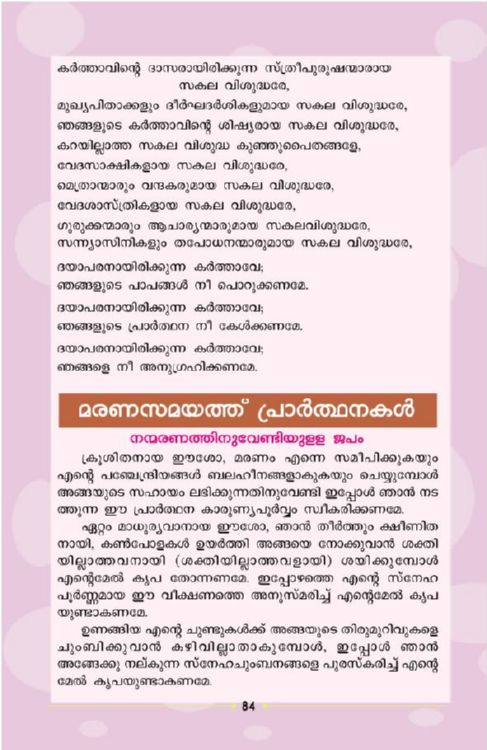 കർത്താവിന്റെ ദാസരായിരിക്കുന്ന സ്ത്രീപുരുഷന്മാരായ
സകല വിശുദ്ധരേ,
മുഖ്യപിതാക്കളും ദീർഘദർശികളുമായ സകല വിശുദ്ധരേ,
ഞങ്ങളുടെ കർത്താവിന്റെ ശിഷ്യരായ സകല വിശുദ്ധരേ,
കറയില്ലാത്ത സകല വിശുദ്ധ കുഞ്ഞുപൈതങ്ങളേ,
വേദസാക്ഷികളായ സകല വിശുദ്ധരേ,
മെത്രാന്മാരും വന്ദകരുമായ സകല വിശുദ്ധരേ,
വേദശാസ്ത്രികളായ സകല വിശുദ്ധരേ,
ഗുരുക്കന്മാരും ആചാര്യന്മാരുമായ സകലവിശുദ്ധരേ,
സന്ന്യാസിനികളും തപോധനന്മാരുമായ സകല വിശുദ്ധരേ,
ദയാപരനായിരിക്കുന്ന കർത്താവേ;
ഞങ്ങളുടെ പാപങ്ങൾ നീ പൊറുക്കണമേ.
ദയാപരനായിരിക്കുന്ന കർത്താവേ;
ഞങ്ങളുടെ പ്രാർത്ഥന നീ കേൾക്കണമേ.
ദയാപരനായിരിക്കുന്ന കർത്താവേ;
ഞങ്ങളെ നീ അനുഗ്രഹിക്കണമേ.
മരണസമയത്ത് പ്രാർത്ഥനകൾ
നന്മരണത്തിനുവേണ്ടിയുളള ജപം
ക്രൂശിതനായ ഈശോ, മരണം എന്നെ സമീപിക്കുകയും
എന്റെ പഞ്ചേന്ദ്രിയങ്ങൾ ബലഹീനങ്ങളാകുകയും ചെയ്യുമ്പോൾ
അങ്ങയുടെ സഹായം ലഭിക്കുന്നതിനുവേണ്ടി ഇപ്പോൾ ഞാൻ നട
ത്തുന്ന ഈ പ്രാർത്ഥന കാരുണ്യപൂർവ്വം സ്വീകരിക്കണമേ.
ഏറ്റം മാധുര്യവാനായ ഈശോ, ഞാൻ തീർത്തും ക്ഷീണിത
നായി, കൺപോളകൾ ഉയർത്തി അങ്ങയെ നോക്കുവാൻ ശക്തി
യില്ലാത്തവനായി (ശക്തിയില്ലാത്തവളായി) ശയിക്കുമ്പോൾ
എന്റെമേൽ കൃപ തോന്നണമേ. ഇപ്പോഴത്തെ എന്റെ സ്നേഹ
പൂർണ്ണമായ ഈ വീക്ഷണത്തെ അനുസ്മരിച്ച് എന്റെമേൽ കൃപ
യുണ്ടാകണമേ.
ഉണങ്ങിയ എന്റെ ചുണ്ടുകൾക്ക് അങ്ങയുടെ തിരുമുറിവുകളെ
ചുംബിക്കുവാൻ കഴിവില്ലാതാകുമ്പോൾ, ഇപ്പോൾ ഞാൻ
അങ്ങേക്കു നല്കുന്ന സ്നേഹചുംബനങ്ങളെ പുരസ്കരിച്ച് എന്റെ
മേൽ കൃപയുണ്ടാകണമേ.
84